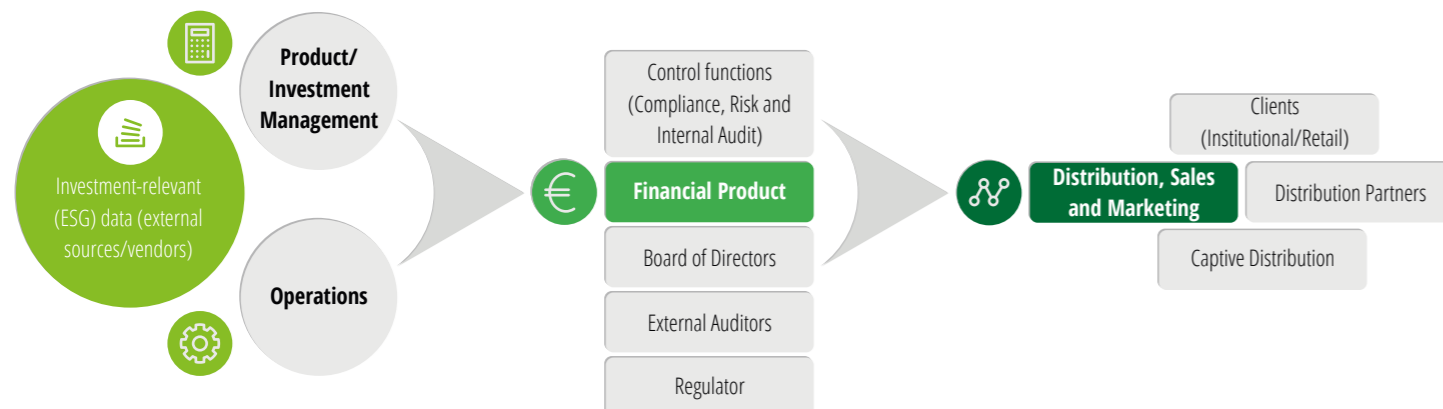 Product/
Investment
Management
Investment-relevant
(ESG) data (external
sources/vendors)
Operations
Control functions
(Compliance, Risk and
Internal Audit)
€
Financial Product
Board of Directors
External Auditors
Regulator
Clients
(Institutional/Retail)
Distribution, Sales
and Marketing
Distribution Partners
Captive Distribution